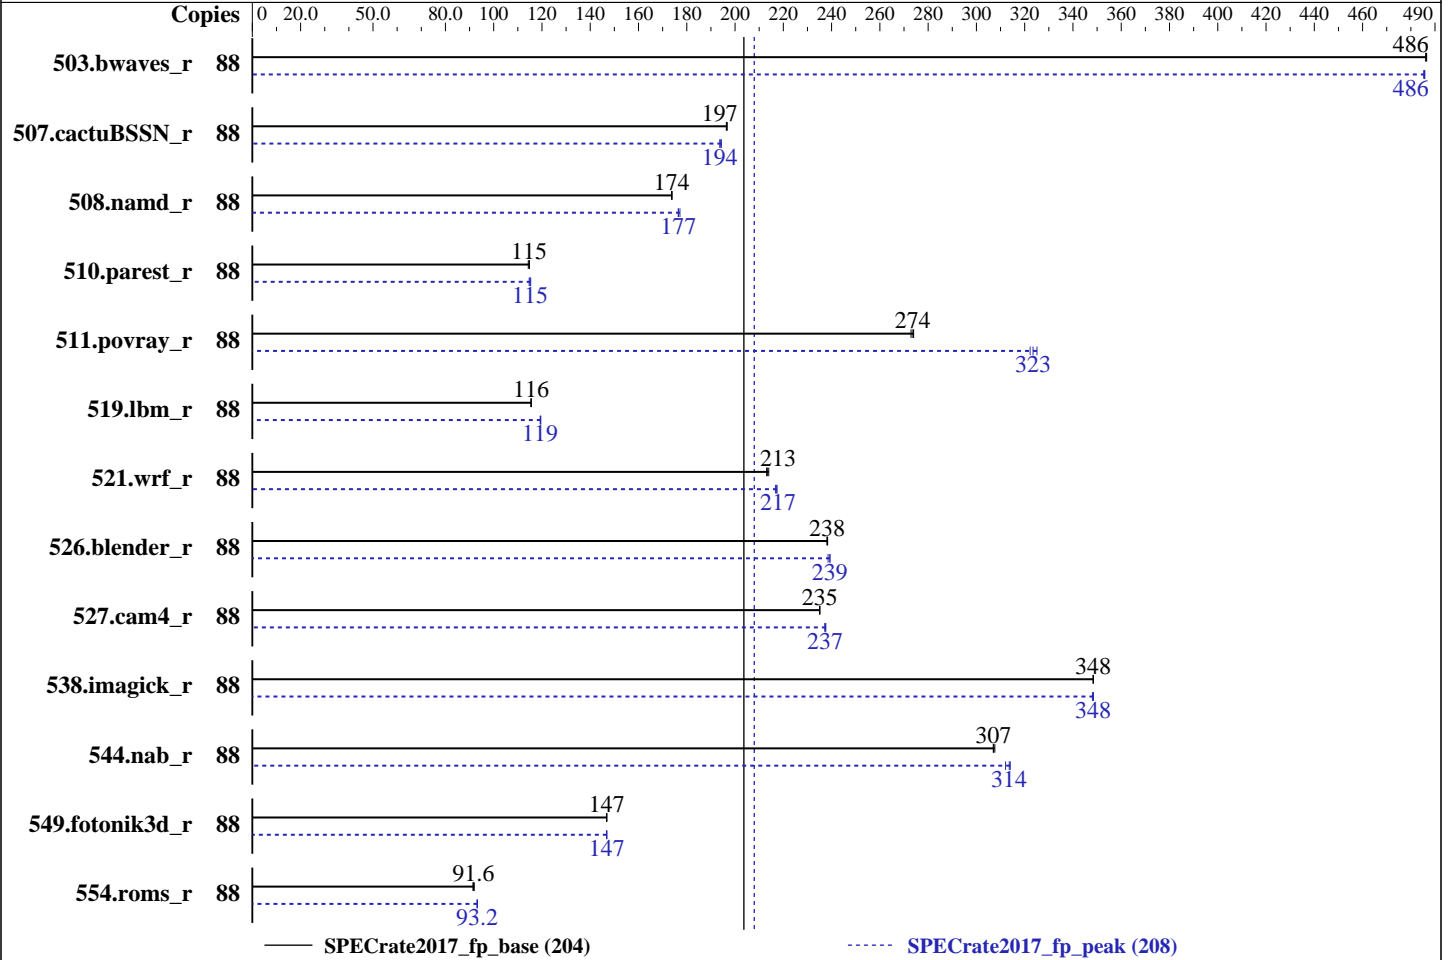 Copies 0 20.0 50.0 80.0 100 120 140 160 180 200 220 240 260 280 300 320 340 360 380 400 420 440 460 490
486
503.bwaves_r 88
486
197
507.cactuBSSN_r 88
194
174
508.namd_r 88
177
115
510.parest_r 88
115
274
511.povray_r 88
323
116
519.lbm_r 88
119
213
521.wrf_r 88
217
238
526.blender_r 88
239
235
527.cam4_r 88
237
348
538.imagick_r 88
348
307
544.nab_r 88
314
147
549.fotonik3d_r 88
147
91.6
554.roms_r 88
93.2
SPECrate2017_fp_base (204) SPECrate2017_fp_peak (208)